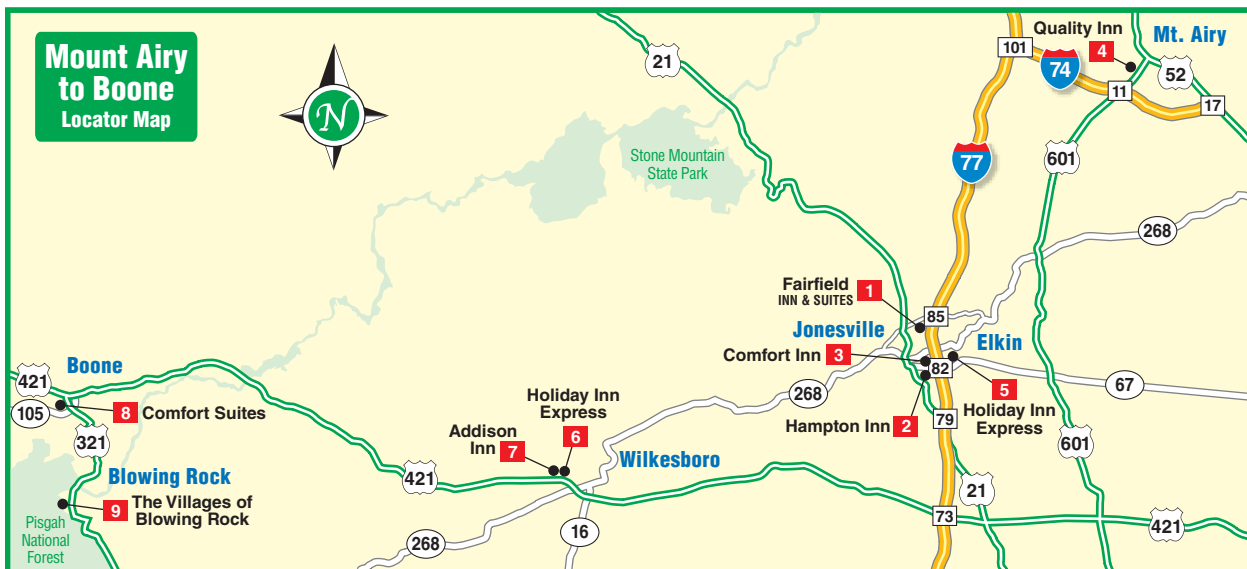 Mount Airy
to Boone
Locator Map
N
21
101
74
Quality Inn
4
Mt. Airy
52
11
17
77
601
Stone Mountain
State Park
268
Fairfield
INN & SUITES
1
85
Jonesville
Elkin
Comfort Inn
3
82
67
5
Holiday Inn
Express
268
Hampton Inn
2
79
Boone
421
105
8
Comfort Suites
321
Holiday Inn
Express
6
Addison
Inn
7
Wilkesboro
601
Blowing Rock
421
21
9
The Villages of
Blowing Rock
Pisgah
National
Forest
268
16
73
421